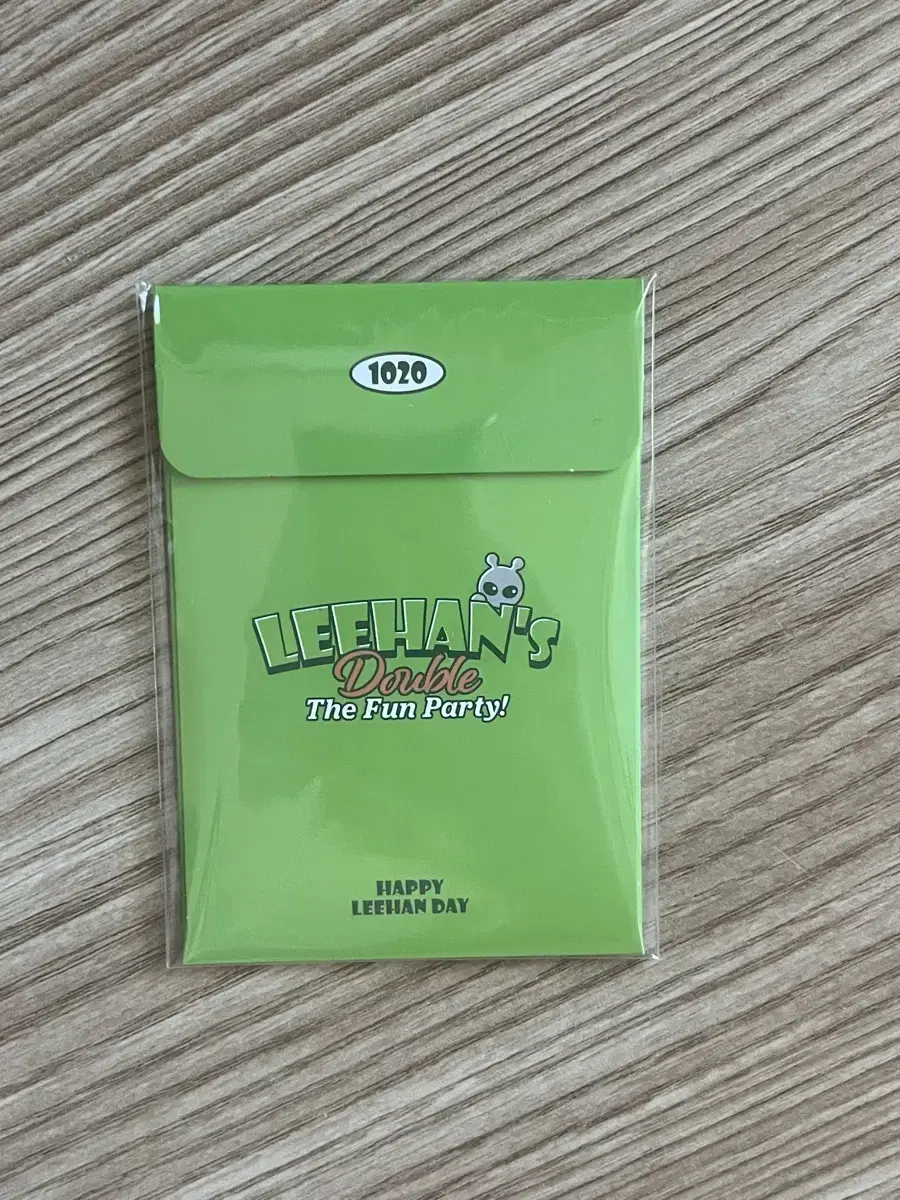 1020
LEEHAN's
Double
The Fun Party!
HAPPY
LEEHAN DAY